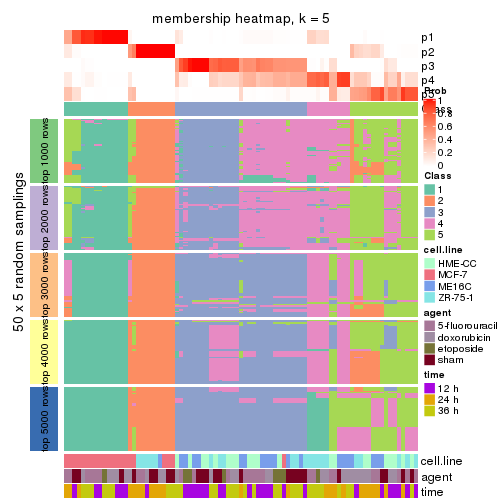 membership heatmap, k = 5
p1
p2
p3
p4
p5
Prob
1
0.8
0.6
0.4
0.2
0
Class
Class
1
2
3
4
5
cell.line
HME-CC
MCF-7
ME16C
ZR-75-1
agent
5-fluorouracil
doxorubicin
etoposide
sham
time
12 h
24 h
36 h
50 x 5 random samplings
top 1000 rows
top 2000 rows
top 3000 rows
top 4000 rows
top 5000 rows
cell.line
agent
time